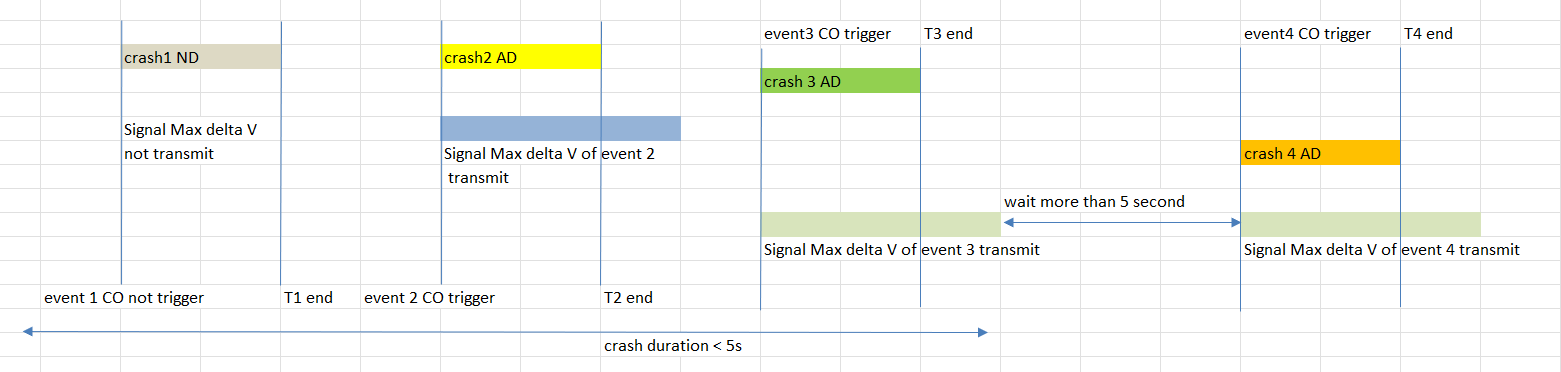 event3 CO trigger
T3 end
event4 CO trigger
T4 end
crash1 ND
crash2 AD
crash 3 AD
Signal Max delta V
not transmit
Signal Max delta V of event 2
transmit
crash 4 AD
wait more than 5 second
Signal Max delta V of event 3 transmit
Signal Max delta V of event 4 transmit
event 1 CO not trigger
T1 end
event 2 CO trigger
T2 end
crash duration < 5s